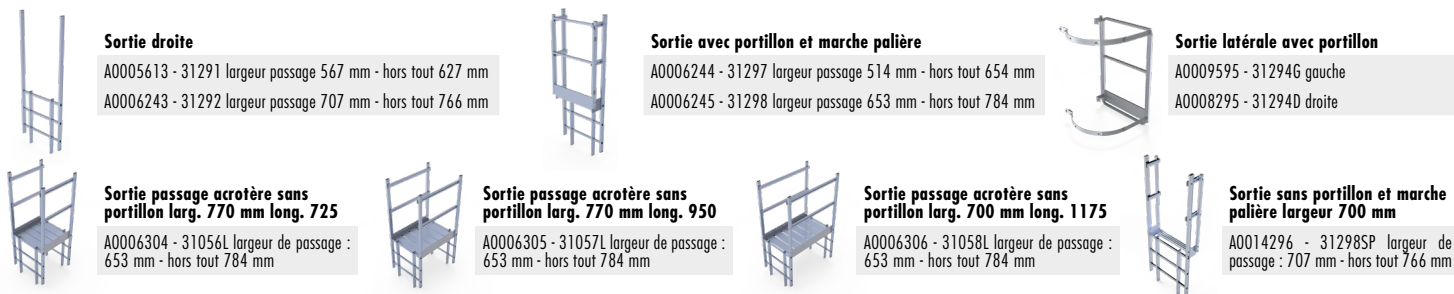 Sortie droite
A0005613 - 31291 largeur passage 567 mm - hors tout 627 mm
A0006243 - 31292 largeur passage 707 mm - hors tout 766 mm
Sortie avec portillon et marche palière
A0006244 - 31297 largeur passage 514 mm - hors tout 654 mm
A0006245 - 31298 largeur passage 653 mm - hors tout 784 mm
Sortie latérale avec portillon
A0009595 - 31294G gauche
A0008295 - 31294D droite
Sortie passage acrotère sans
portillon larg. 770 mm long. 725
A0006304 - 31056L largeur de passage :
653 mm - hors tout 784 mm
Sortie passage acrotère sans
portillon larg. 770 mm long. 950
A0006305 - 31057L largeur de passage :
653 mm - hors tout 784 mm
Sortie passage acrotère sans
portillon larg. 700 mm long. 1175
A0006306 - 31058L largeur de passage :
653 mm - hors tout 784 mm
Sortie sans portillon et marche
palière largeur 700 mm
A0014296 - 31298SP largeur de
passage : 707 mm - hors tout 766 mm